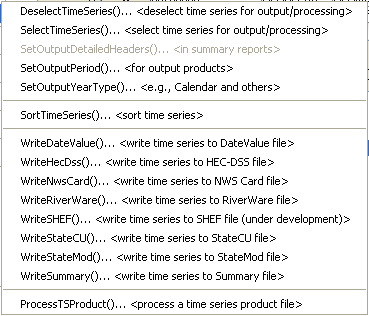 DeselectTimeSeries()... <deselect time series for output/processing>
SelectTimeSeries()... <select time series for output/processing>
SetOutputDetailedHeaders()... <in summary reports>
SetOutputPeriod()... <for output products>
SetOutputYearType()... <e.g., Calendar and others>
SortTimeSeries()... <sort time series>
WriteDateValue()... <write time series to DateValue file>
WriteHecDss()... <write time series to HEC-DSS file>
WriteNwsCard()... <write time series to NWS Card file>
WriteRiverWare()... <write time series to RiverWare file>
WriteSHEF()... <write time series to SHEF file (under development)>
WriteStateCU()... <write time series to StateCU file>
WriteStateMod()... <write time series to StateMod file>
WriteSummary()... <write time series to Summary file>
ProcessTSProduct()... <process a time series product file>